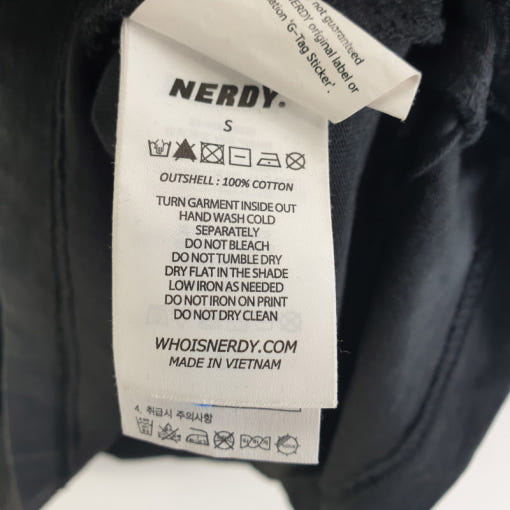 not guaranteed
NERDY original label or
ation 'G-Tag Sticker'.
NERDY.
S
OUTSHELL : 100% COTTON
TURN GARMENT INSIDE OUT
HAND WASH COLD
SEPARATELY
DO NOT BLEACH
DO NOT TUMBLE DRY
DRY FLAT IN THE SHADE
LOW IRON AS NEEDED
DO NOT IRON ON PRINT
DO NOT DRY CLEAN
WHOISNERDY.COM
MADE IN VIETNAM
4. 취급시 주의사항